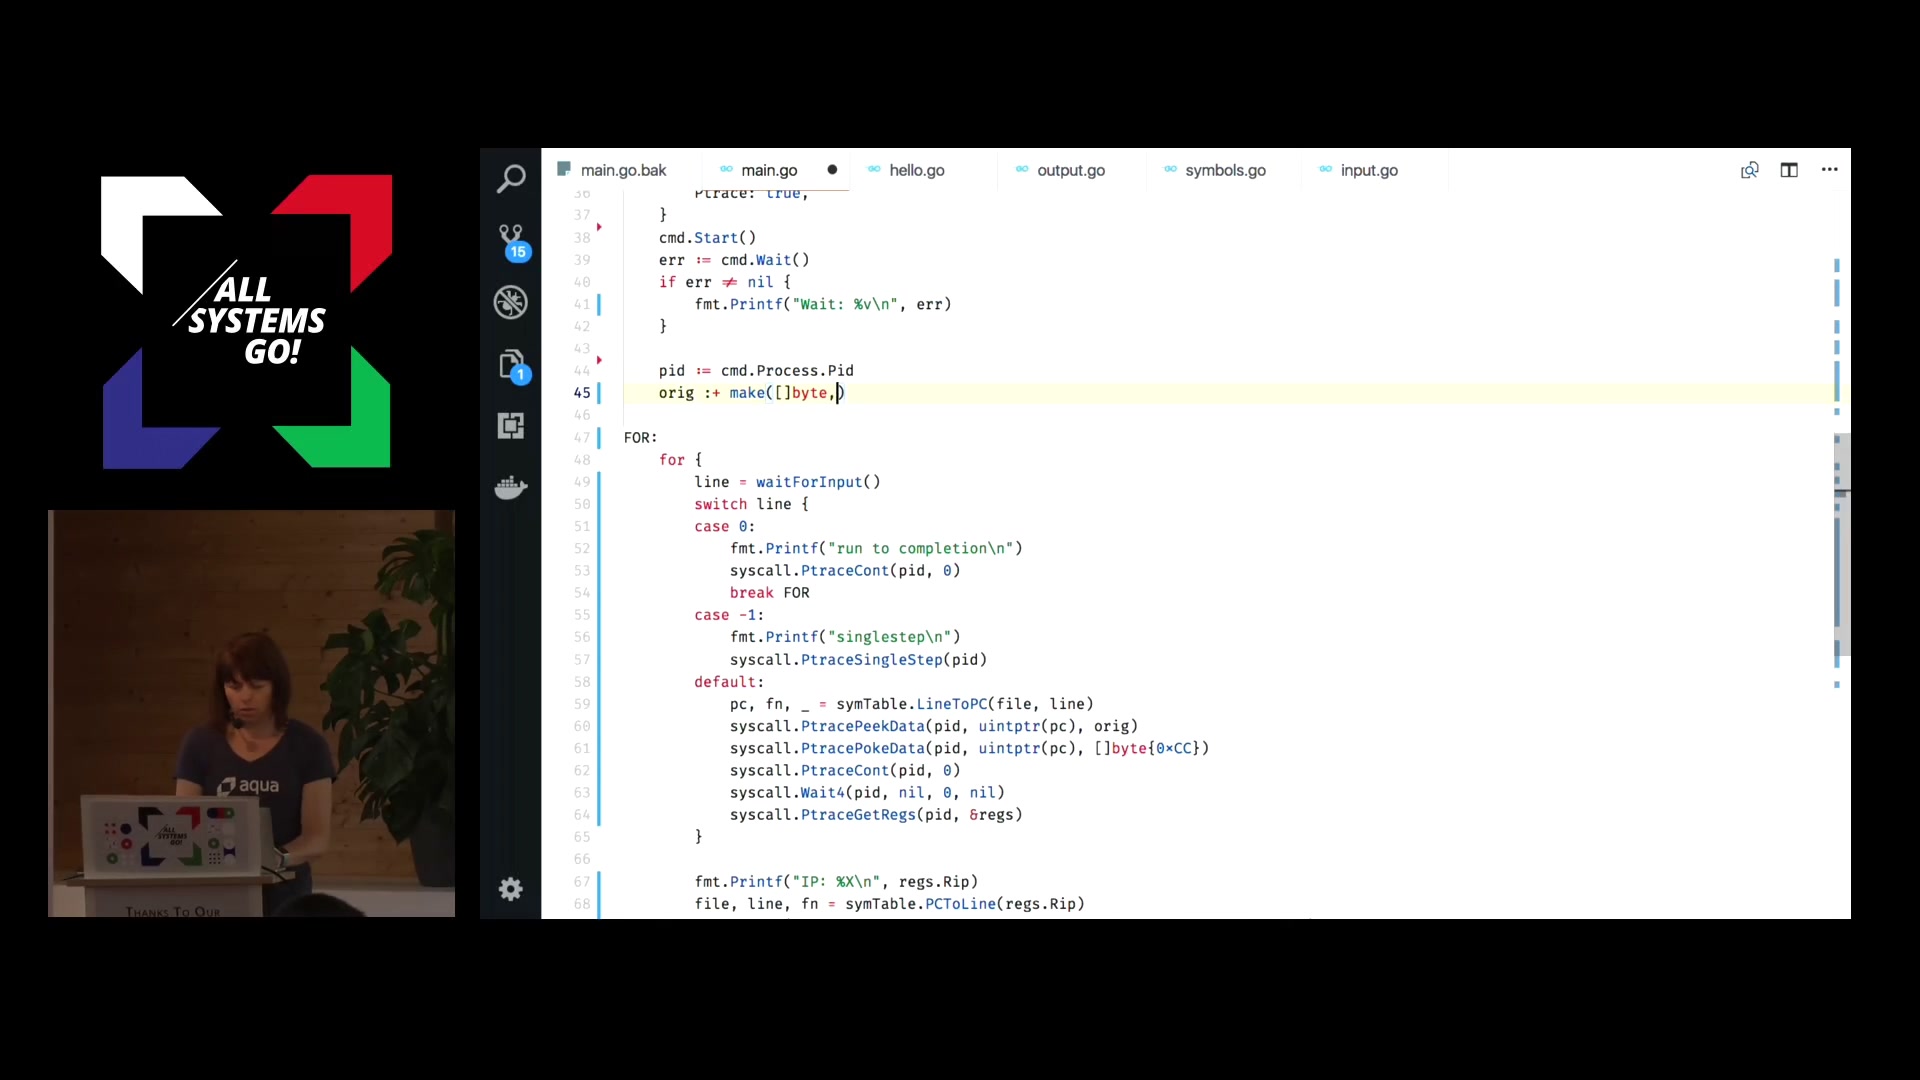 ALL
SYSTEMS
GO!
aqua
ALL
SYSTEMS
GO!
THANKS TO OUR
15
1
main.go.bak
main.go
hello.go
output.go
symbols.go
input.go
36 Ptrace: true,
37 }
38 cmd.Start()
39 err := cmd.Wait()
40 if err ≠ nil {
41 fmt.Printf("Wait: %v\n", err)
42 }
43
44 pid := cmd.Process.Pid
45 orig :+ make([]byte,)
46
47 FOR:
48 for {
49 line = waitForInput()
50 switch line {
51 case 0:
52 fmt.Printf("run to completion\n")
53 syscall.PtraceCont(pid, 0)
54 break FOR
55 case -1:
56 fmt.Printf("singlestep\n")
57 syscall.PtraceSingleStep(pid)
58 default:
59 pc, fn, _ = symTable.LineToPC(file, line)
60 syscall.PtracePeekData(pid, uintptr(pc), orig)
61 syscall.PtracePokeData(pid, uintptr(pc), []byte{0×CC})
62 syscall.PtraceCont(pid, 0)
63 syscall.Wait4(pid, nil, 0, nil)
64 syscall.PtraceGetRegs(pid, &regs)
65 }
66
67 fmt.Printf("IP: %X\n", regs.Rip)
68 file, line, fn = symTable.PCToLine(regs.Rip)